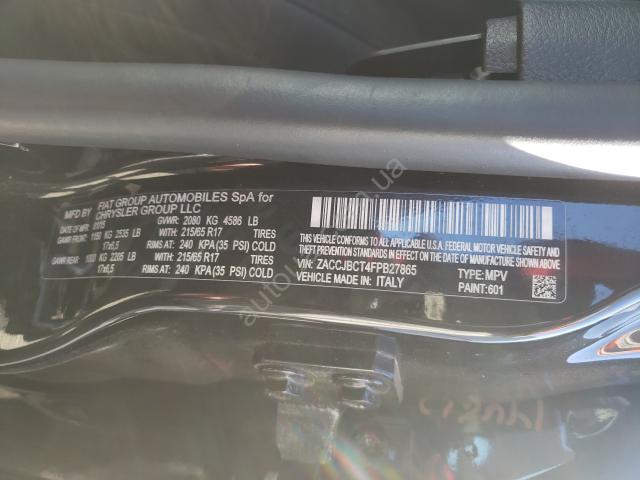 MFD BY: FIAT GROUP AUTOMOBILES SpA for
CHRYSLER GROUP LLC
DATE OF MFR GVWR: 2080 KG 4586 LB
GAWR FRONT 1150 KG 2535 LB WITH: 215/65 R17 TIRES
17x6,5 RIMS AT: 240 KPA(35 PSI) COLD
GAWR REAR 1000 KG 2205 LB WITH: 215/65 R17 TIRES
17x6,5 RIMS AT: 240 KPA(35 PSI) COLD
THIS VEHICLE CONFORMS TO ALL APPLICABLE U.S.A. FEDERAL MOTOR VEHICLE
SAFETY, BUMPER AND THEFT PREVENTION STANDARDS IN EFFECT ON THE DATE OF MANUFACTURE SHOWN ABOVE
VIN: ZACCJBCT4FPB27865 TYPE: MPV
VEHICLE MADE IN: ITALY PAINT: 601